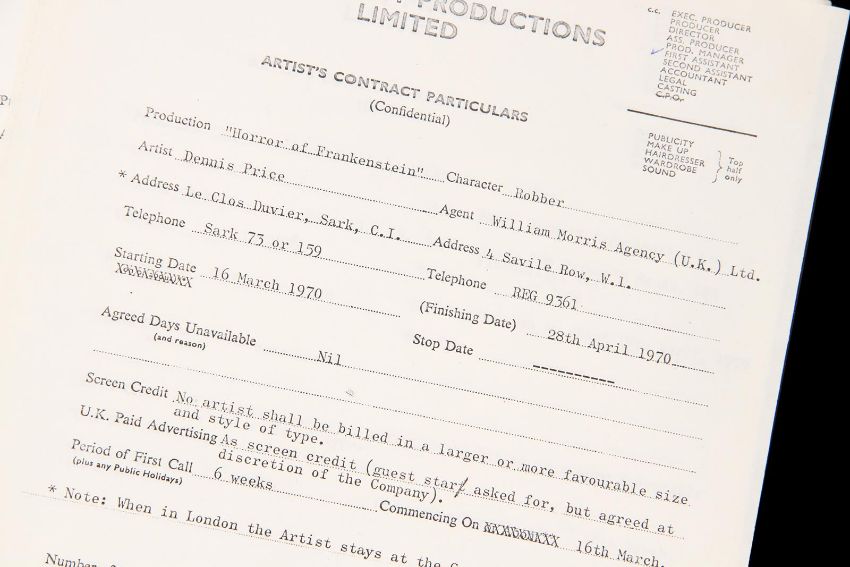 PRODUCTIONS
LIMITED
c.c. EXEC. PRODUCER
PRODUCER
DIRECTOR
ASS. PRODUCER
PROD. MANAGER
FIRST ASSISTANT
SECOND ASSISTANT
ACCOUNTANT
LEGAL
CASTING
C.P.O.
PUBLICITY
MAKE UP
HAIRDRESSER
WARDROBE
SOUND
Top
half
only
ARTIST'S CONTRACT PARTICULARS
(Confidential)
Production "Horror of Frankenstein" Character Robber
Artist Dennis Price Agent William Morris Agency (U.K.) Ltd.
* Address Le Clos Duvier, Sark, C.I. Address 4 Savile Row, W.1.
Telephone Sark 73 or 159 Telephone REG 9361
Starting Date 16 March 1970 (Finishing Date) 28th April 1970
Agreed Days Unavailable Nil Stop Date ----------
(and reason)
Screen Credit No artist shall be billed in a larger or more favourable size
and style of type.
U.K. Paid Advertising As screen credit (guest star/ asked for, but agreed at
discretion of the Company).
Period of First Call 6 weeks Commencing On 16th March.
(plus any Public Holidays)
* Note: When in London the Artist stays at the
Number